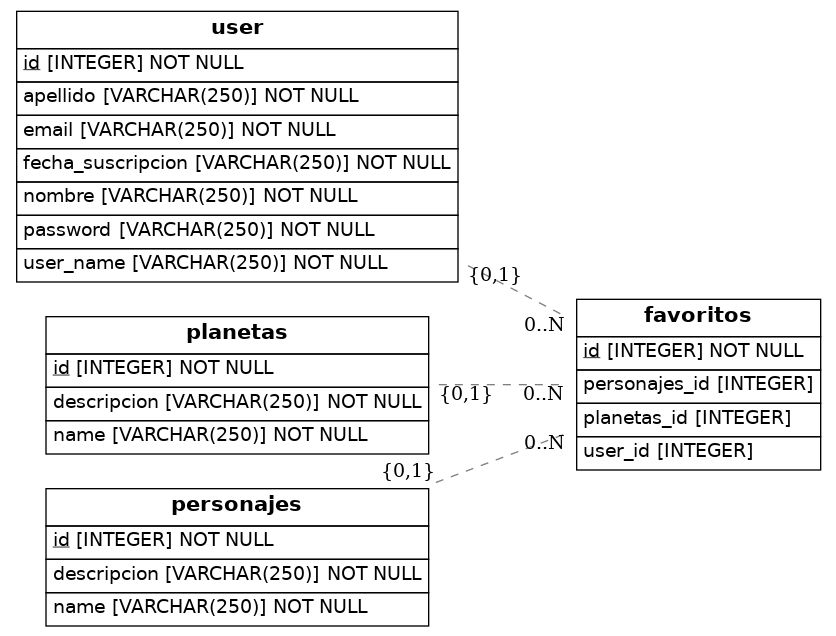 user
id [INTEGER] NOT NULL
apellido [VARCHAR(250)] NOT NULL
email [VARCHAR(250)] NOT NULL
fecha_suscripcion [VARCHAR(250)] NOT NULL
nombre [VARCHAR(250)] NOT NULL
password [VARCHAR(250)] NOT NULL
user_name [VARCHAR(250)] NOT NULL
{0,1}
0..N
planetas
id [INTEGER] NOT NULL
descripcion [VARCHAR(250)] NOT NULL
name [VARCHAR(250)] NOT NULL
{0,1}
0..N
personajes
id [INTEGER] NOT NULL
descripcion [VARCHAR(250)] NOT NULL
name [VARCHAR(250)] NOT NULL
{0,1}
0..N
favoritos
id [INTEGER] NOT NULL
personajes_id [INTEGER]
planetas_id [INTEGER]
user_id [INTEGER]